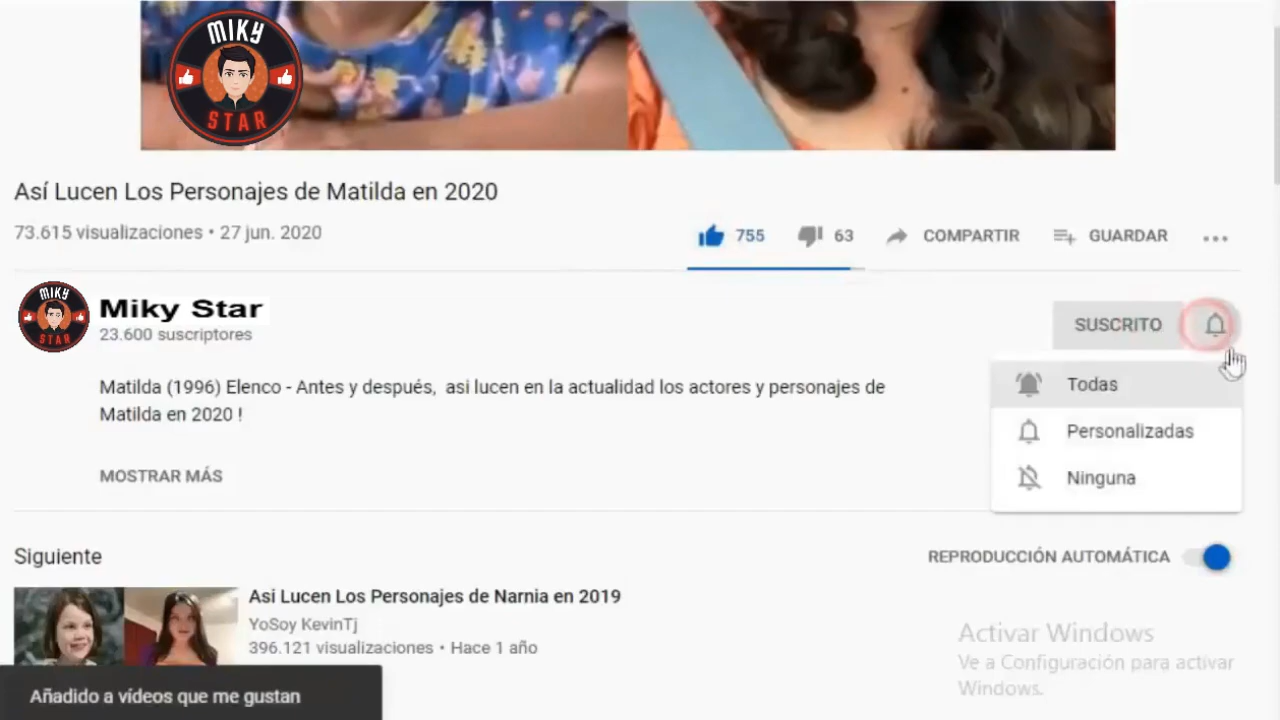 MIKY
STAR
Así Lucen Los Personajes de Matilda en 2020
73.615 visualizaciones • 27 jun. 2020
755
63
COMPARTIR
GUARDAR
MIKY
STAR
Miky Star
23.600 suscriptores
SUSCRITO
Matilda (1996) Elenco - Antes y después, asi lucen en la actualidad los actores y personajes de
Matilda en 2020 !
MOSTRAR MÁS
Todas
Personalizadas
Ninguna
Siguiente
REPRODUCCIÓN AUTOMÁTICA
Asi Lucen Los Personajes de Narnia en 2019
YoSoy KevinTj
396.121 visualizaciones • Hace 1 año
Activar Windows
Ve a Configuración para activar
Windows.
Añadido a vídeos que me gustan